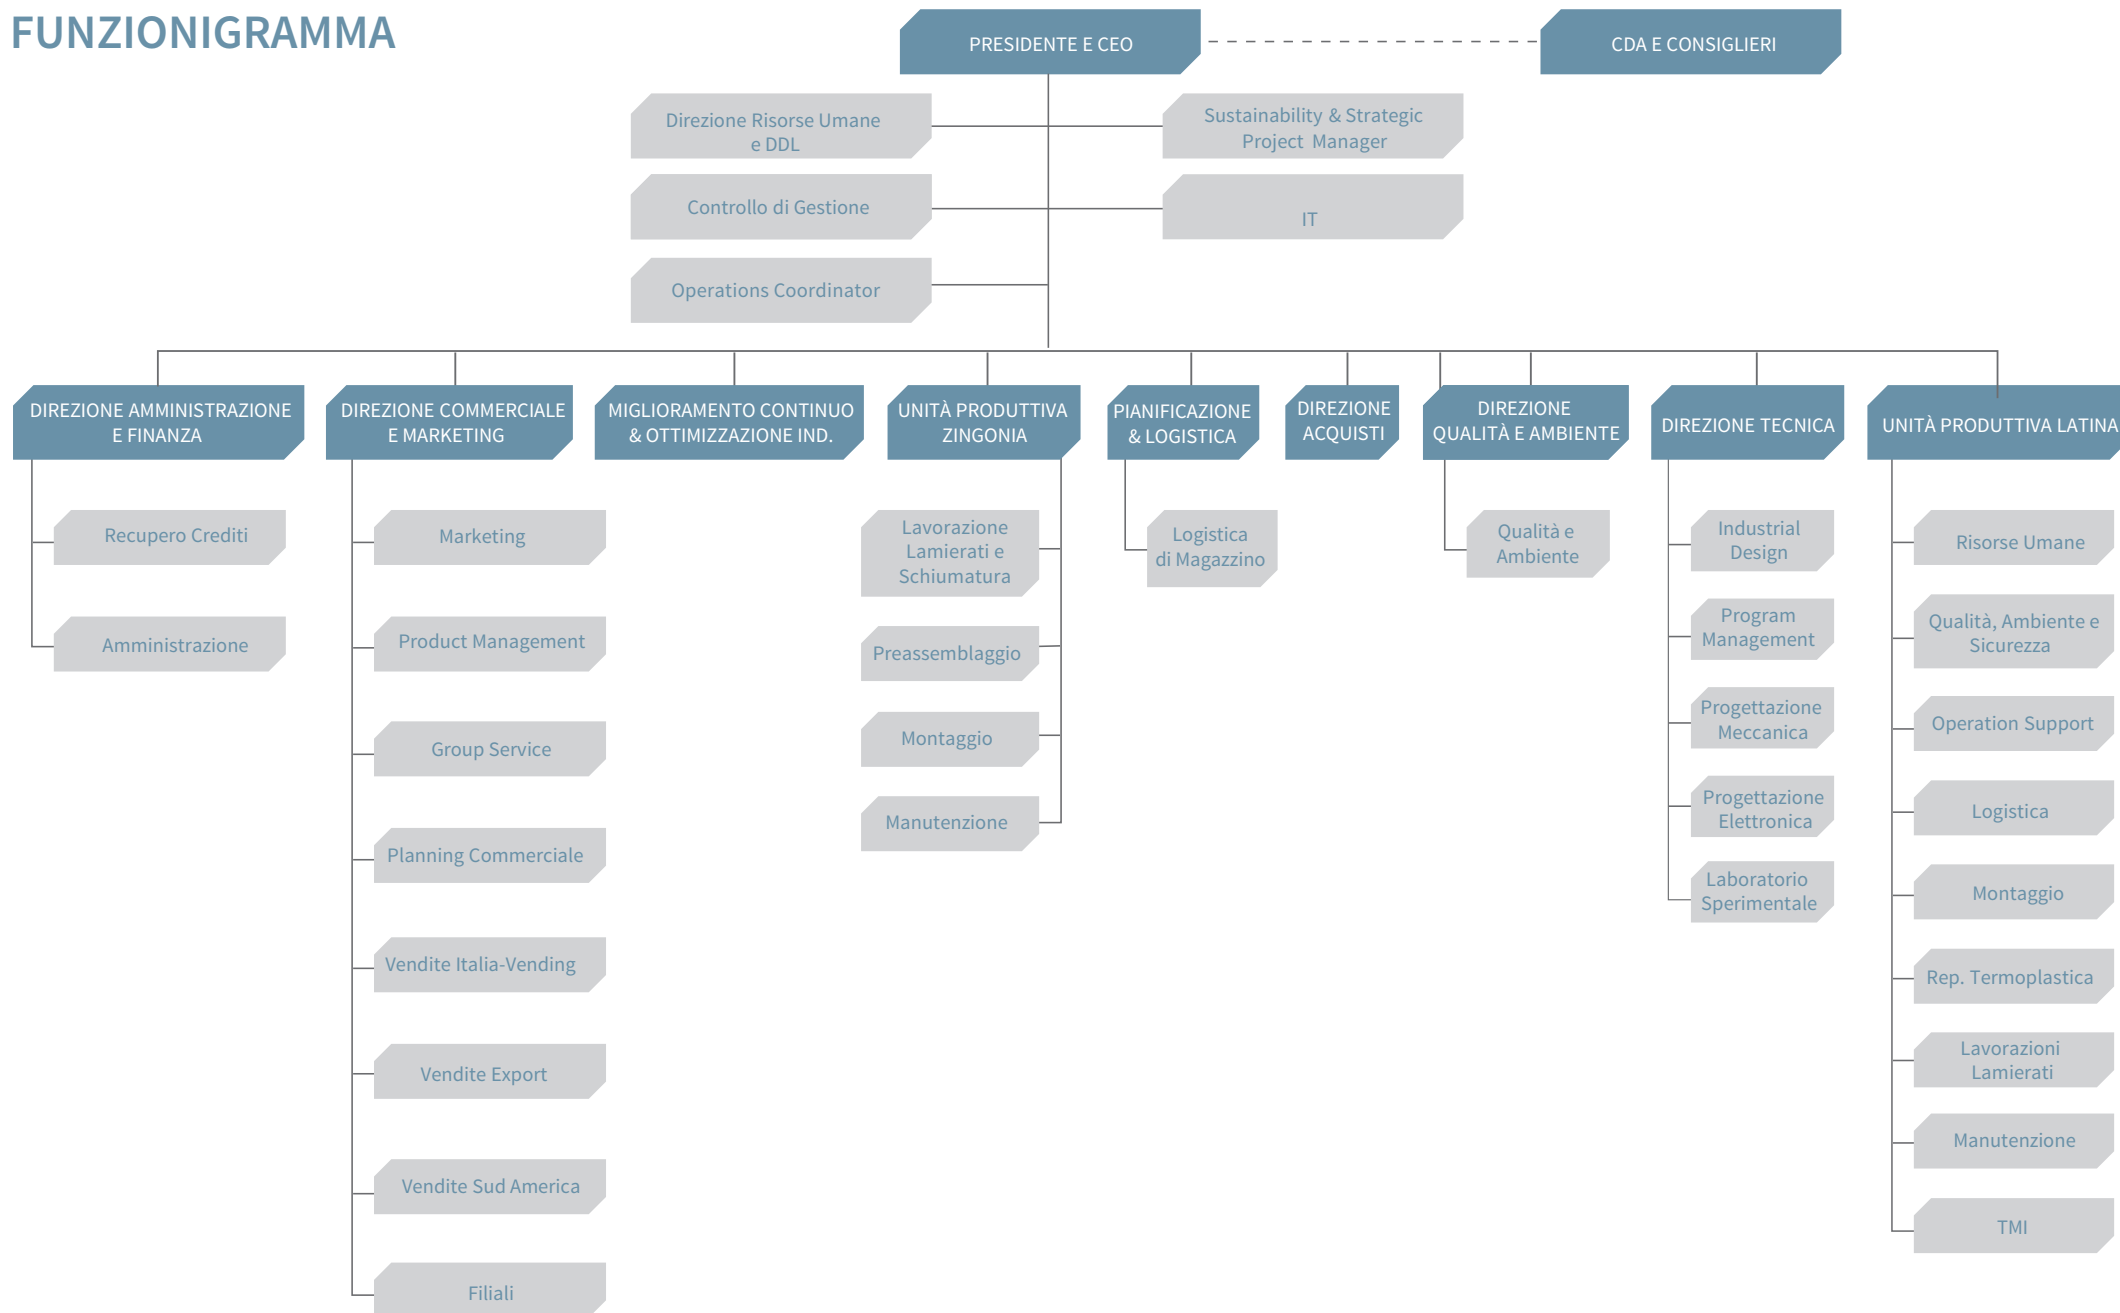 FUNZIONIGRAMMA
PRESIDENTE E CEO
CDA E CONSIGLIERI
Direzione Risorse Umane
e DDL
Sustainability & Strategic
Project Manager
Controllo di Gestione
IT
Operations Coordinator
DIREZIONE AMMINISTRAZIONE
E FINANZA
DIREZIONE COMMERCIALE
E MARKETING
MIGLIORAMENTO CONTINUO
& OTTIMIZZAZIONE IND.
UNITÀ PRODUTTIVA
ZINGONIA
PIANIFICAZIONE
& LOGISTICA
DIREZIONE
ACQUISTI
DIREZIONE
QUALITÀ E AMBIENTE
DIREZIONE TECNICA
UNITÀ PRODUTTIVA LATINA
Recupero Crediti
Amministrazione
Marketing
Product Management
Group Service
Planning Commerciale
Vendite Italia-Vending
Vendite Export
Vendite Sud America
Filiali
Lavorazione
Lamierati e
Schiumatura
Preassemblaggio
Montaggio
Manutenzione
Logistica
di Magazzino
Qualità e
Ambiente
Industrial
Design
Program
Management
Progettazione
Meccanica
Progettazione
Elettronica
Laboratorio
Sperimentale
Risorse Umane
Qualità, Ambiente e
Sicurezza
Operation Support
Logistica
Montaggio
Rep. Termoplastica
Lavorazioni
Lamierati
Manutenzione
TMI